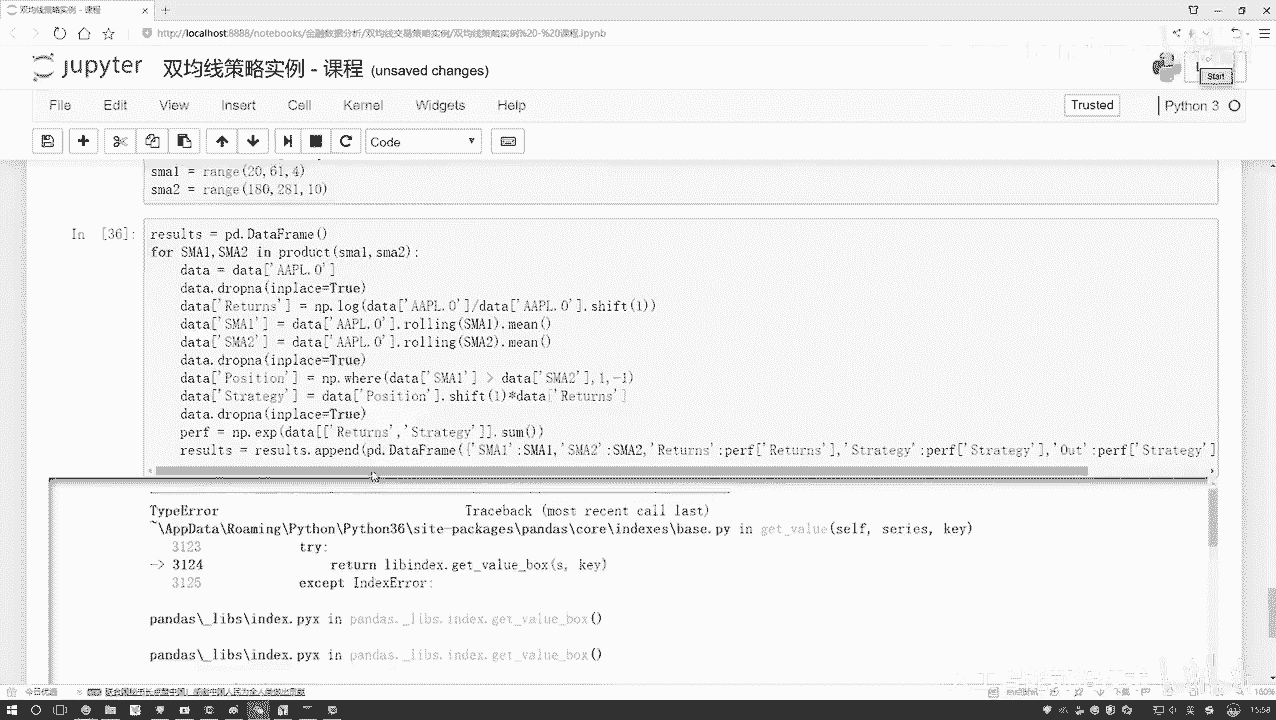 双均线策略实例 - 课程
http://localhost:8888/notebooks/金融数据分析/双均线交易策略实例/双均线策略实例%20-%20课程.ipynb
jupyter 双均线策略实例 - 课程 (unsaved changes)
Start
File Edit View Insert Cell Kernel Widgets Help
Trusted Python 3
Code
sma1 = range(20,61,4)
sma2 = range(180,281,10)
In [36]:
results = pd.DataFrame()
for SMA1,SMA2 in product(sma1,sma2):
data = data['AAPL.O']
data.dropna(inplace=True)
data['Returns'] = np.log(data['AAPL.O']/data['AAPL.O'].shift(1))
data['SMA1'] = data['AAPL.O'].rolling(SMA1).mean()
data['SMA2'] = data['AAPL.O'].rolling(SMA2).mean()
data.dropna(inplace=True)
data['Position'] = np.where(data['SMA1'] > data['SMA2'],1,-1)
data['Strategy'] = data['Position'].shift(1)*data['Returns']
data.dropna(inplace=True)
perf = np.exp(data[['Returns','Strategy']].sum())
results = results.append(pd.DataFrame({'SMA1':SMA1,'SMA2':SMA2,'Returns':perf['Returns'],'Strategy':perf['Strategy'],'Out':perf['Strategy']
TypeError Traceback (most recent call last)
~\AppData\Roaming\Python\Python36\site-packages\pandas\core\indexes\base.py in get_value(self, series, key)
3123 try:
-> 3124 return libindex.get_value_box(s, key)
3125 except IndexError:
pandas\_libs\index.pyx in pandas._libs.index.get_value_box()
pandas\_libs\index.pyx in pandas._libs.index.get_value_box()
今日优选
160%
15:58